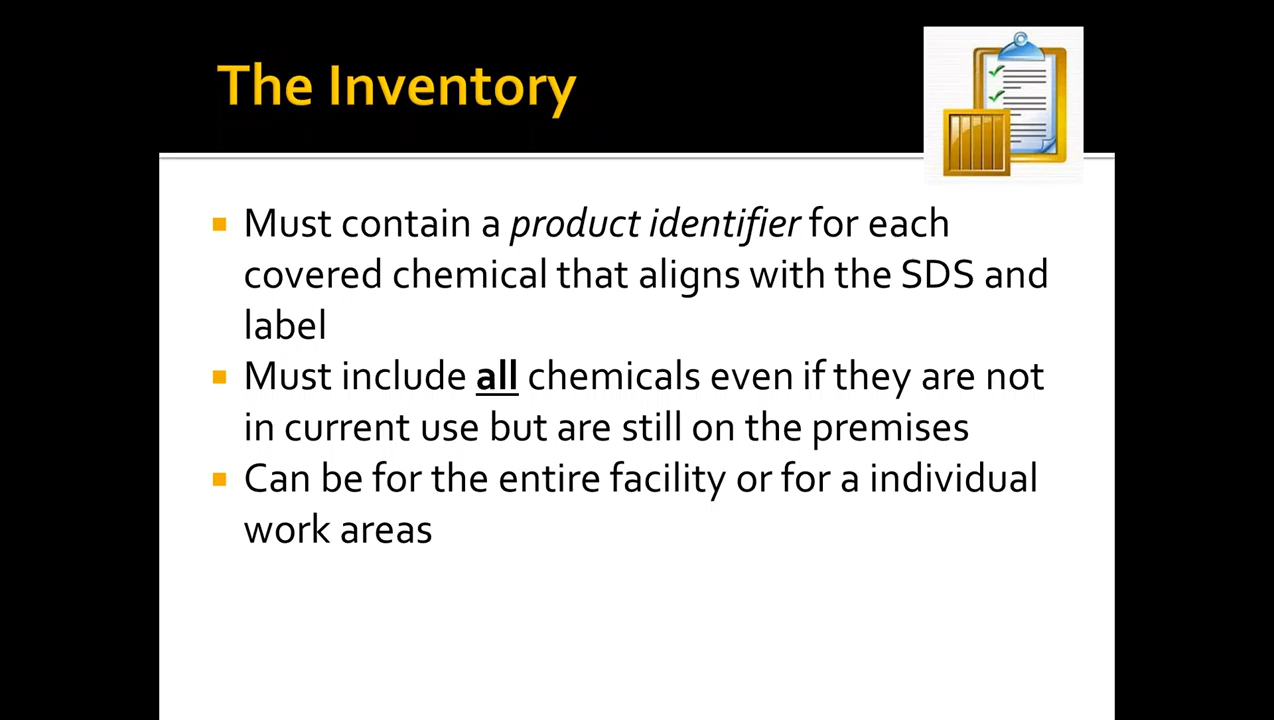 The Inventory
Must contain a product identifier for each
covered chemical that aligns with the SDS and
label
Must include all chemicals even if they are not
in current use but are still on the premises
Can be for the entire facility or for a individual
work areas